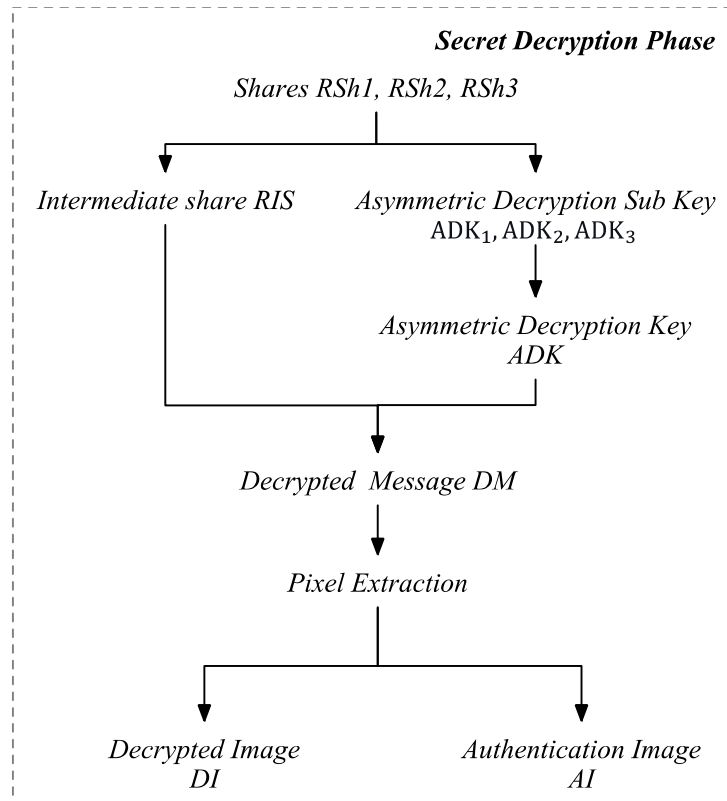 Secret Decryption Phase
Shares RSh1, RSh2, RSh3
Intermediate share RIS
Asymmetric Decryption Sub Key
ADK₁, ADK₂, ADK₃
Asymmetric Decryption Key
ADK
Decrypted Message DM
Pixel Extraction
Decrypted Image
DI
Authentication Image
AI